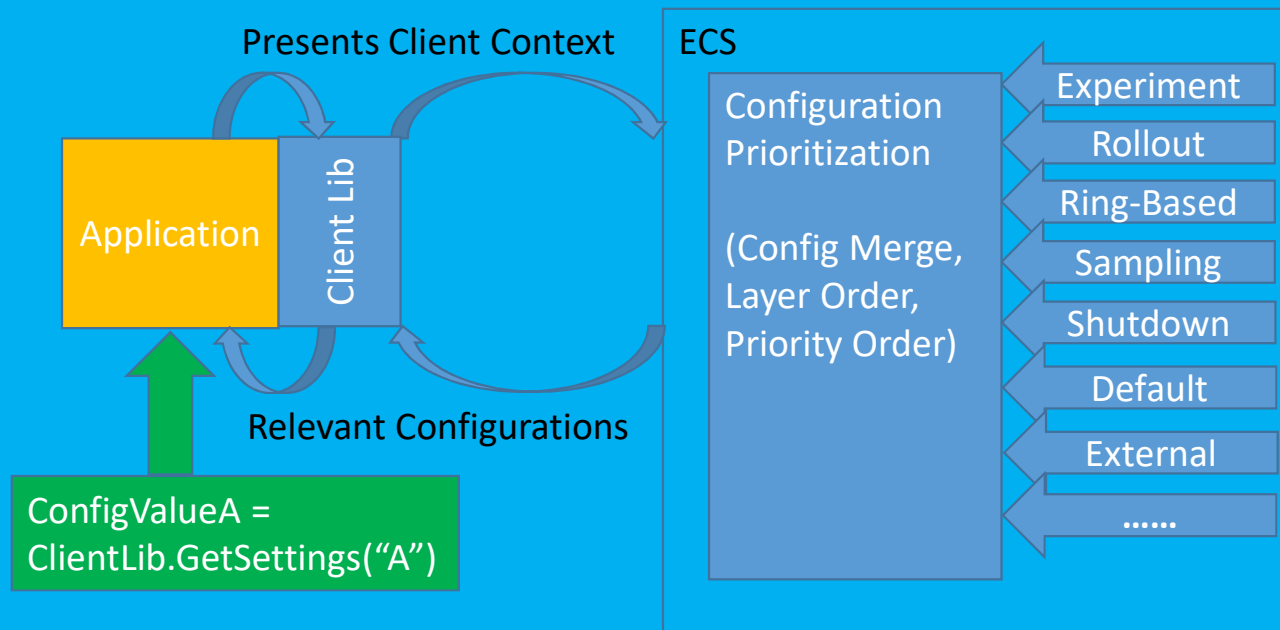 Presents Client Context
Application
Client Lib
Relevant Configurations
ConfigValueA =
ClientLib.GetSettings(“A”)
ECS
Configuration
Prioritization
(Config Merge,
Layer Order,
Priority Order)
Experiment
Rollout
Ring-Based
Sampling
Shutdown
Default
External
......